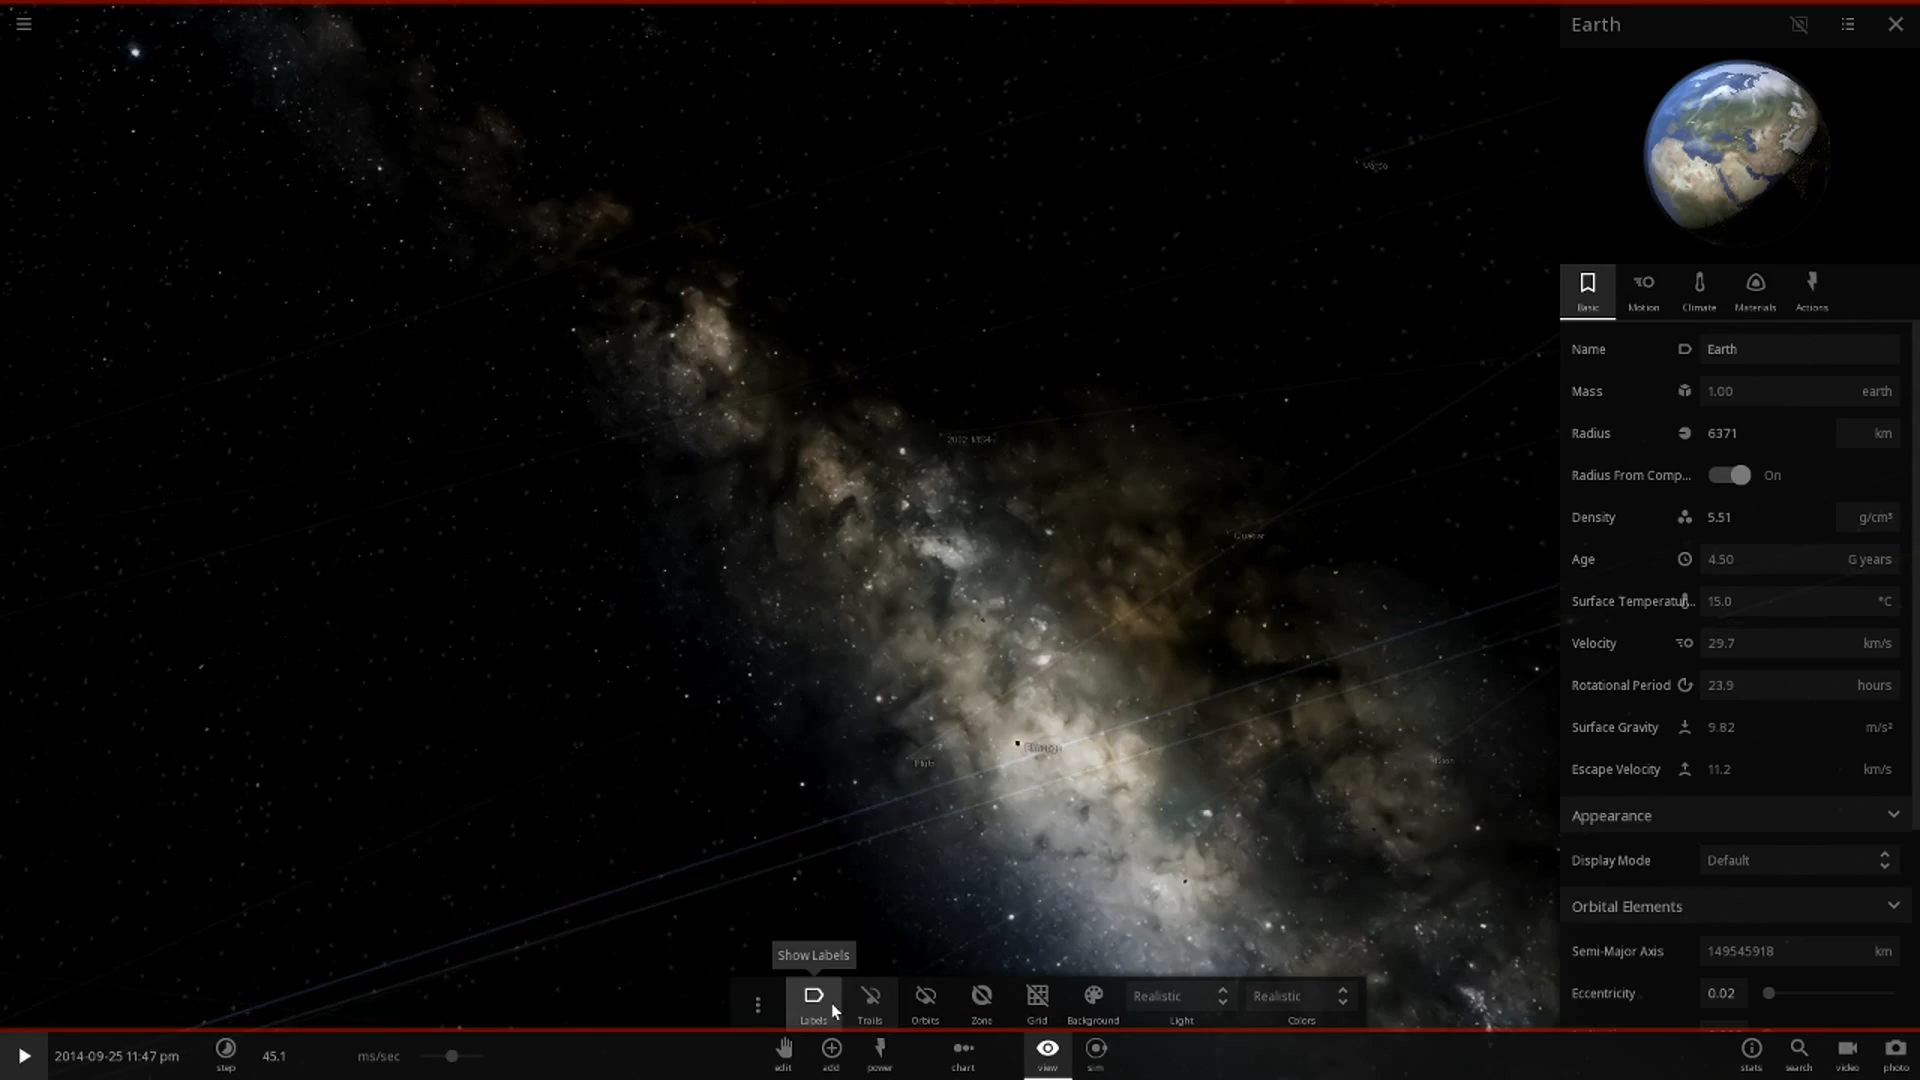 Earth
Basic
Motion
Climate
Materials
Actions
Name Earth
Mass 1.00 earth
Radius 6371 km
Radius From Comp... On
Density 5.51 g/cm³
Age 4.50 G years
Surface Temperatur... 15.0 °C
Velocity 29.7 km/s
Rotational Period 23.9 hours
Surface Gravity 9.82 m/s²
Escape Velocity 11.2 km/s
Appearance
Display Mode Default
Orbital Elements
Semi-Major Axis 149545918 km
Eccentricity 0.02
Pluto
Moon
Show Labels
Labels
Trails
Orbits
Zone
Grid
Background
Realistic
Light
Realistic
Colors
2014-09-25 11:47 pm
step
45.1 ms/sec
edit
add
power
chart
view
sim
stats
search
video
photo